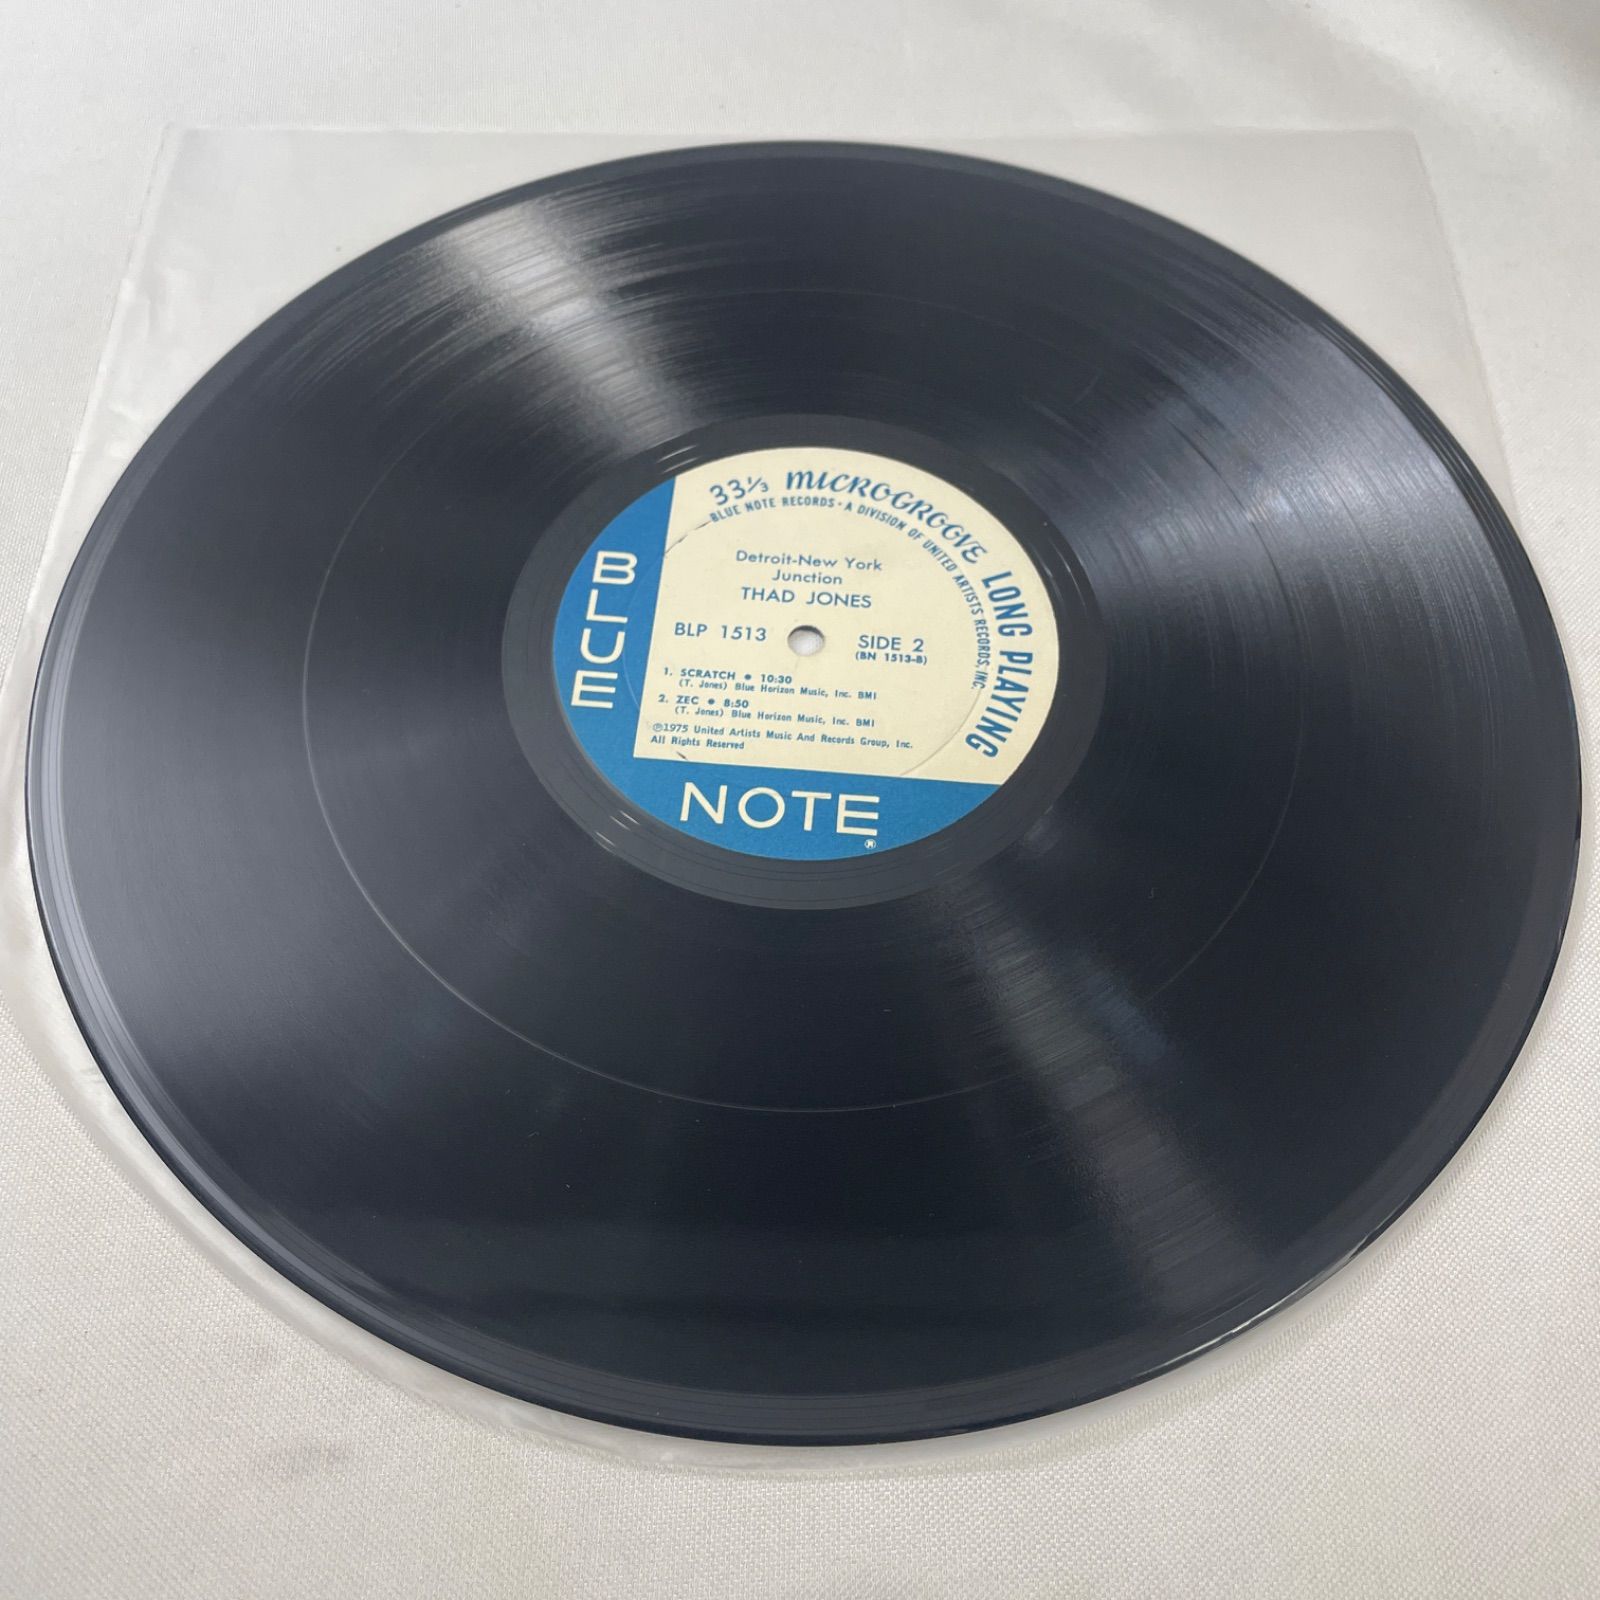 33⅓ MICROGROOVE LONG PLAYING
BLUE NOTE RECORDS · A DIVISION OF UNITED ARTISTS RECORDS, INC.
Detroit-New York
Junction
THAD JONES
BLP 1513
SIDE 2
(BN 1513-B)
1. SCRATCH • 10:30
(T. Jones) Blue Horizon Music, Inc. BMI
2. ZEC • 8:50
(T. Jones) Blue Horizon Music, Inc. BMI
℗1975 United Artists Music And Records Group, Inc.
All Rights Reserved
BLUE
NOTE
®